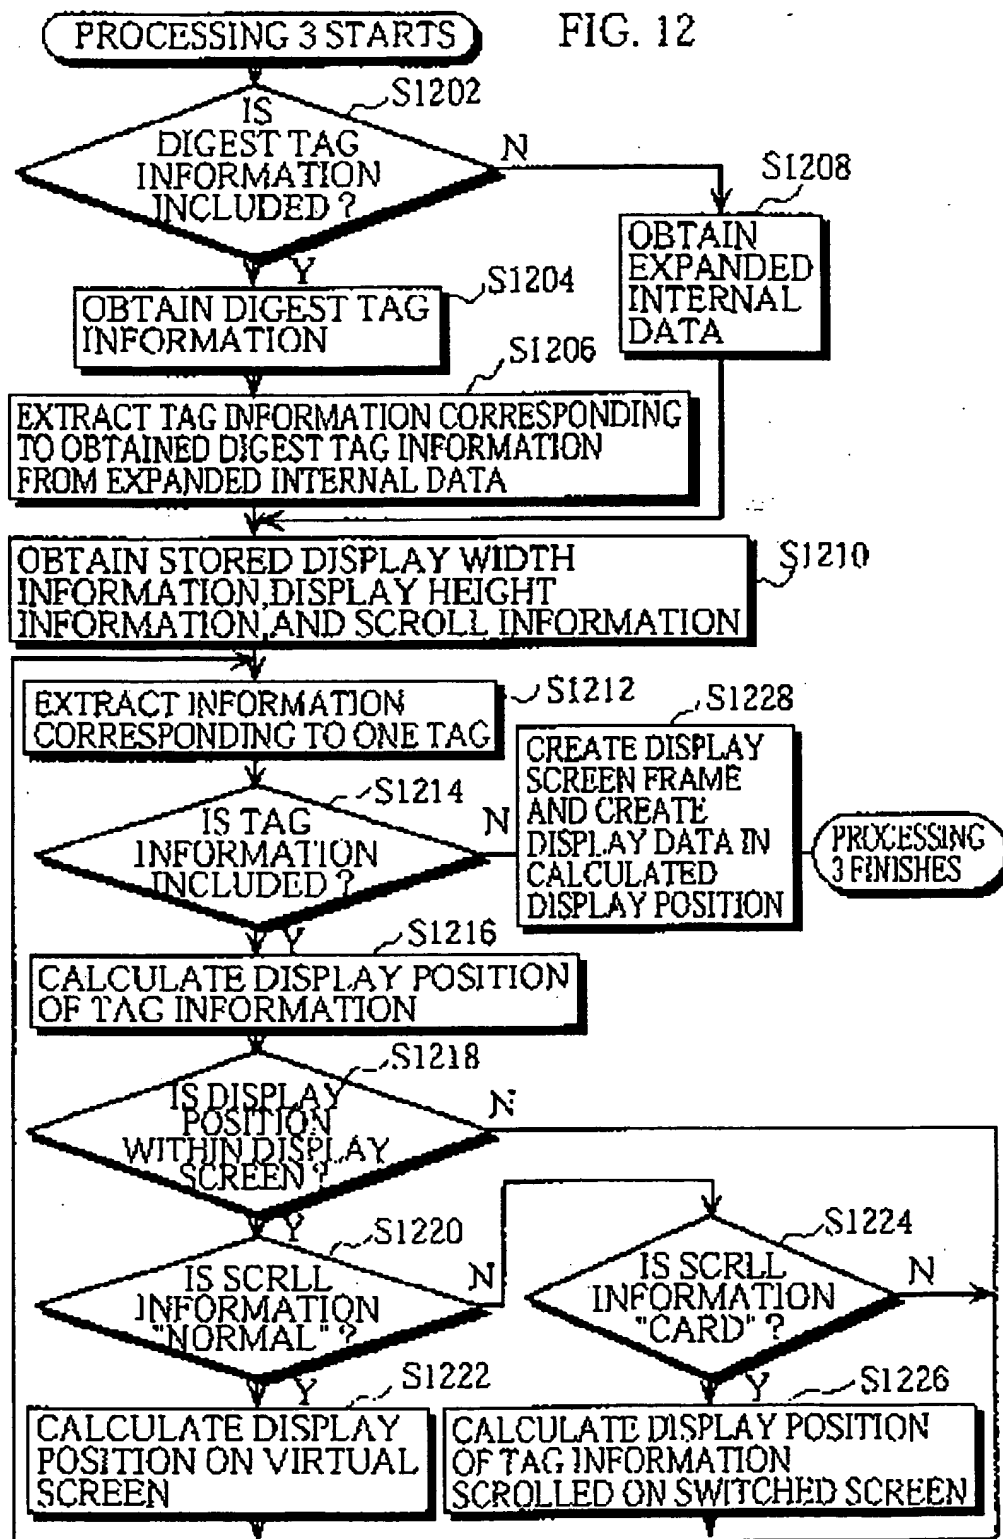 PROCESSING 3 STARTS
FIG. 12
S1202
IS
DIGEST TAG
INFORMATION
INCLUDED ?
N
Y
S1208
OBTAIN
EXPANDED
INTERNAL
DATA
S1204
OBTAIN DIGEST TAG
INFORMATION
S1206
EXTRACT TAG INFORMATION CORRESPONDING
TO OBTAINED DIGEST TAG INFORMATION
FROM EXPANDED INTERNAL DATA
S1210
OBTAIN STORED DISPLAY WIDTH
INFORMATION,DISPLAY HEIGHT
INFORMATION,AND SCROLL INFORMATION
S1212
EXTRACT INFORMATION
CORRESPONDING TO ONE TAG
S1214
IS TAG
INFORMATION
INCLUDED ?
N
Y
S1228
CREATE DISPLAY
SCREEN FRAME
AND CREATE
DISPLAY DATA IN
CALCULATED
DISPLAY POSITION
PROCESSING
3 FINISHES
S1216
CALCULATE DISPLAY POSITION
OF TAG INFORMATION
S1218
IS DISPLAY
POSITION
WITHIN DISPLAY
SCREEN ?
N
Y
S1220
IS SCRLL
INFORMATION
"NORMAL" ?
N
Y
S1224
IS SCRLL
INFORMATION
"CARD" ?
N
Y
S1222
CALCULATE DISPLAY
POSITION ON VIRTUAL
SCREEN
S1226
CALCULATE DISPLAY POSITION
OF TAG INFORMATION
SCROLLED ON SWITCHED SCREEN